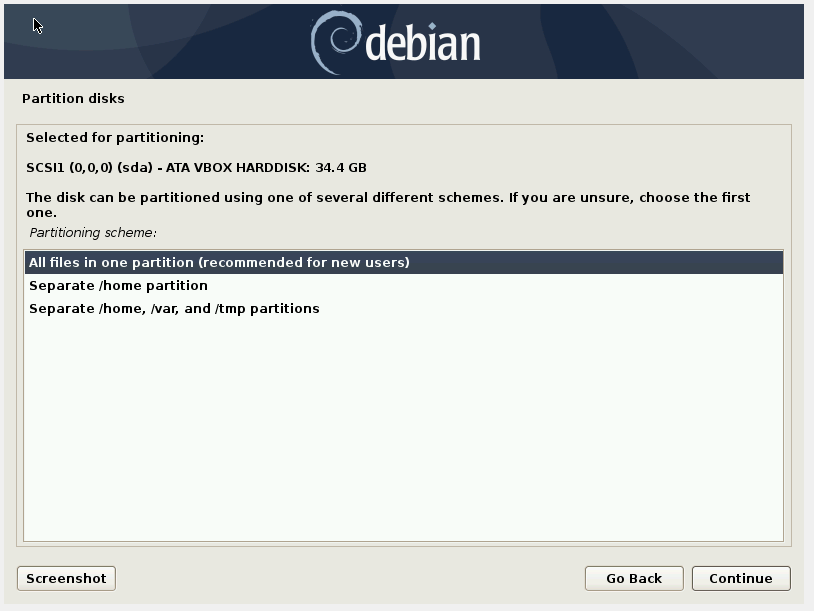 debian
Partition disks
Selected for partitioning:
SCSI1 (0,0,0) (sda) - ATA VBOX HARDDISK: 34.4 GB
The disk can be partitioned using one of several different schemes. If you are unsure, choose the first
one.
Partitioning scheme:
All files in one partition (recommended for new users)
Separate /home partition
Separate /home, /var, and /tmp partitions
Screenshot
Go Back
Continue